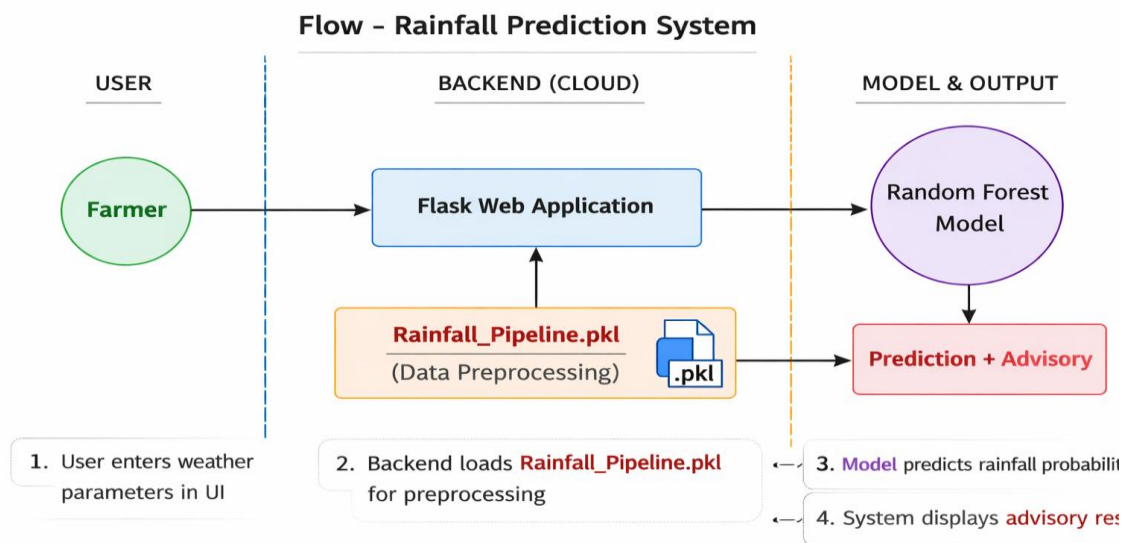 Flow – Rainfall Prediction System
USER
BACKEND (CLOUD)
MODEL & OUTPUT
Farmer
Flask Web Application
Random Forest
Model
Rainfall_Pipeline.pkl
(Data Preprocessing)
.pkl
Prediction + Advisory
1. User enters weather
parameters in UI
2. Backend loads Rainfall_Pipeline.pkl
for preprocessing
3. Model predicts rainfall
4. System displays advisory